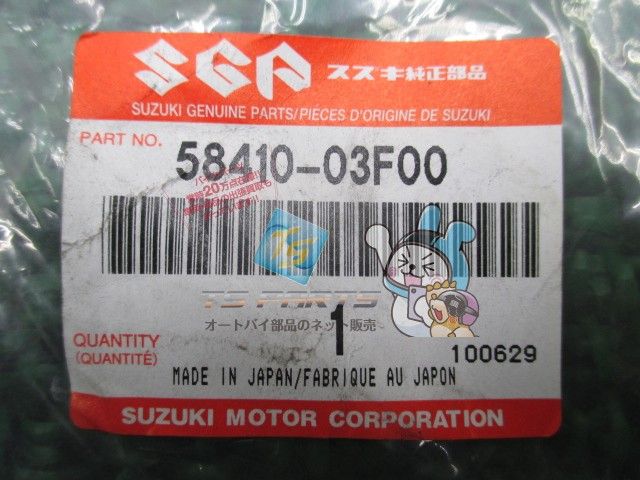 SGP スズキ純正部品
SUZUKI GENUINE PARTS/PIECES D'ORIGINE DE SUZUKI
PART NO. 58410-03F00
TS PARTS
オートバイ部品のネット販売
QUANTITY
(QUANTITÉ)
1
100629
MADE IN JAPAN/FABRIQUE AU JAPON
SUZUKI MOTOR CORPORATION